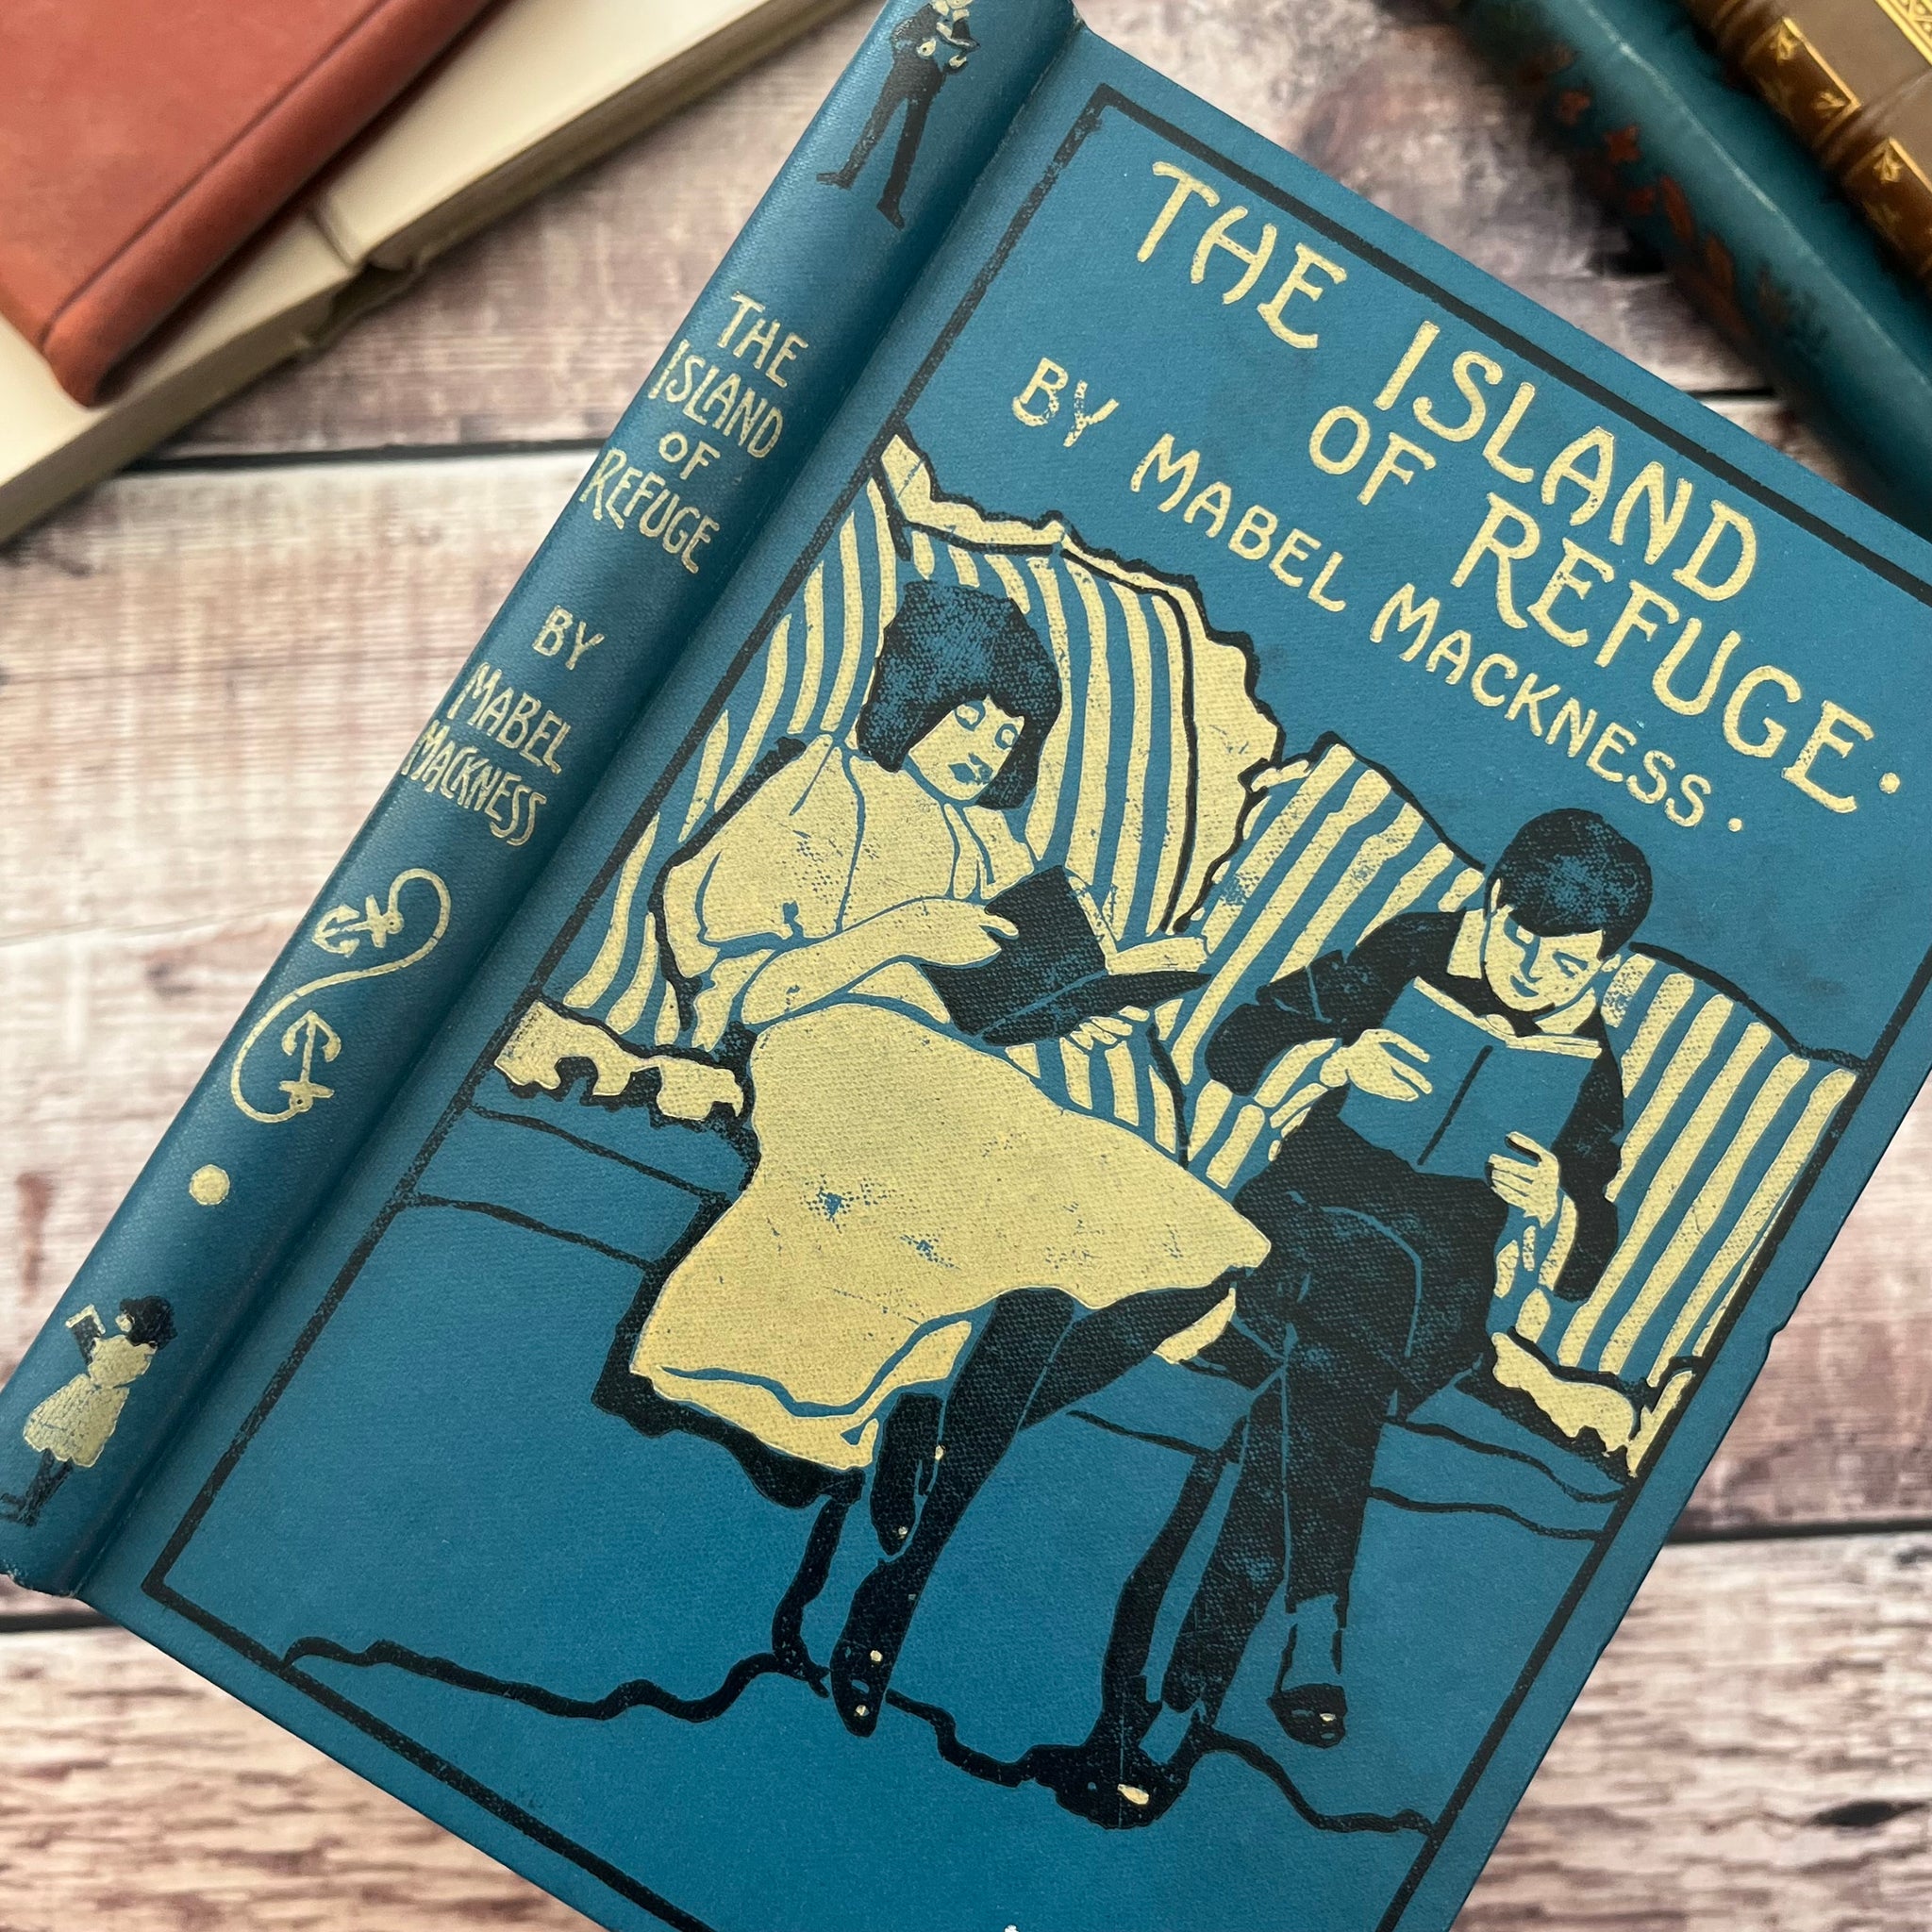 THE
ISLAND
OF
REFUGE
BY
MABEL
MACKNESS
THE ISLAND
OF REFUGE.
BY MABEL MACKNESS.